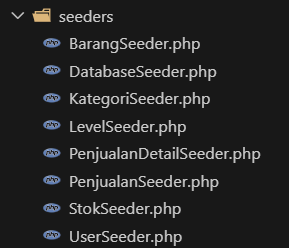 seeders
BarangSeeder.php
DatabaseSeeder.php
KategoriSeeder.php
LevelSeeder.php
PenjualanDetailSeeder.php
PenjualanSeeder.php
StokSeeder.php
UserSeeder.php